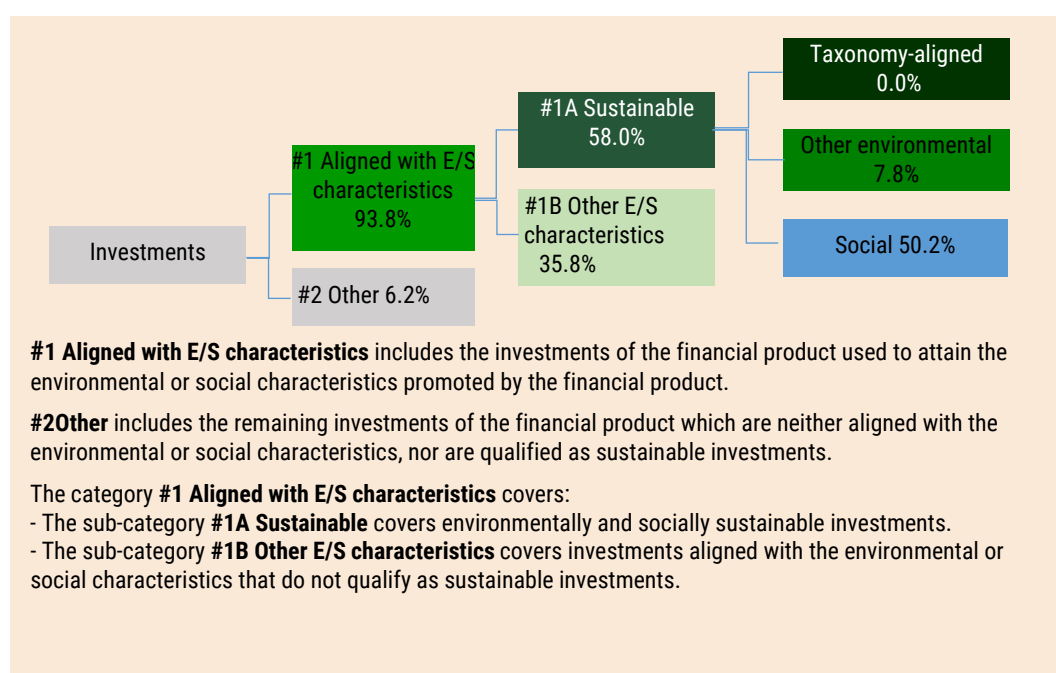 Investments
#1 Aligned with E/S
characteristics
93.8%
#2 Other 6.2%
#1A Sustainable
58.0%
#1B Other E/S
characteristics
35.8%
Taxonomy-aligned
0.0%
Other environmental
7.8%
Social 50.2%
#1 Aligned with E/S characteristics includes the investments of the financial product used to attain the
environmental or social characteristics promoted by the financial product.
#2Other includes the remaining investments of the financial product which are neither aligned with the
environmental or social characteristics, nor are qualified as sustainable investments.
The category #1 Aligned with E/S characteristics covers:
- The sub-category #1A Sustainable covers environmentally and socially sustainable investments.
- The sub-category #1B Other E/S characteristics covers investments aligned with the environmental or
social characteristics that do not qualify as sustainable investments.